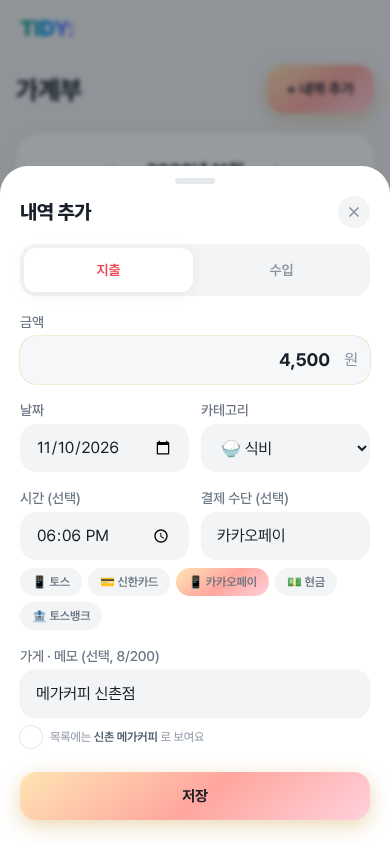 TIDY:
가계부
+ 내역 추가
내역 추가
지출
수입
금액
4,500 원
날짜
카테고리
11/10/2026
🍚 식비
시간 (선택)
결제 수단 (선택)
06:06 PM
카카오페이
📱 토스
💳 신한카드
📱 카카오페이
💵 현금
🏦 토스뱅크
가게 · 메모 (선택, 8/200)
메가커피 신촌점
목록에는 신촌 메가커피 로 보여요
저장